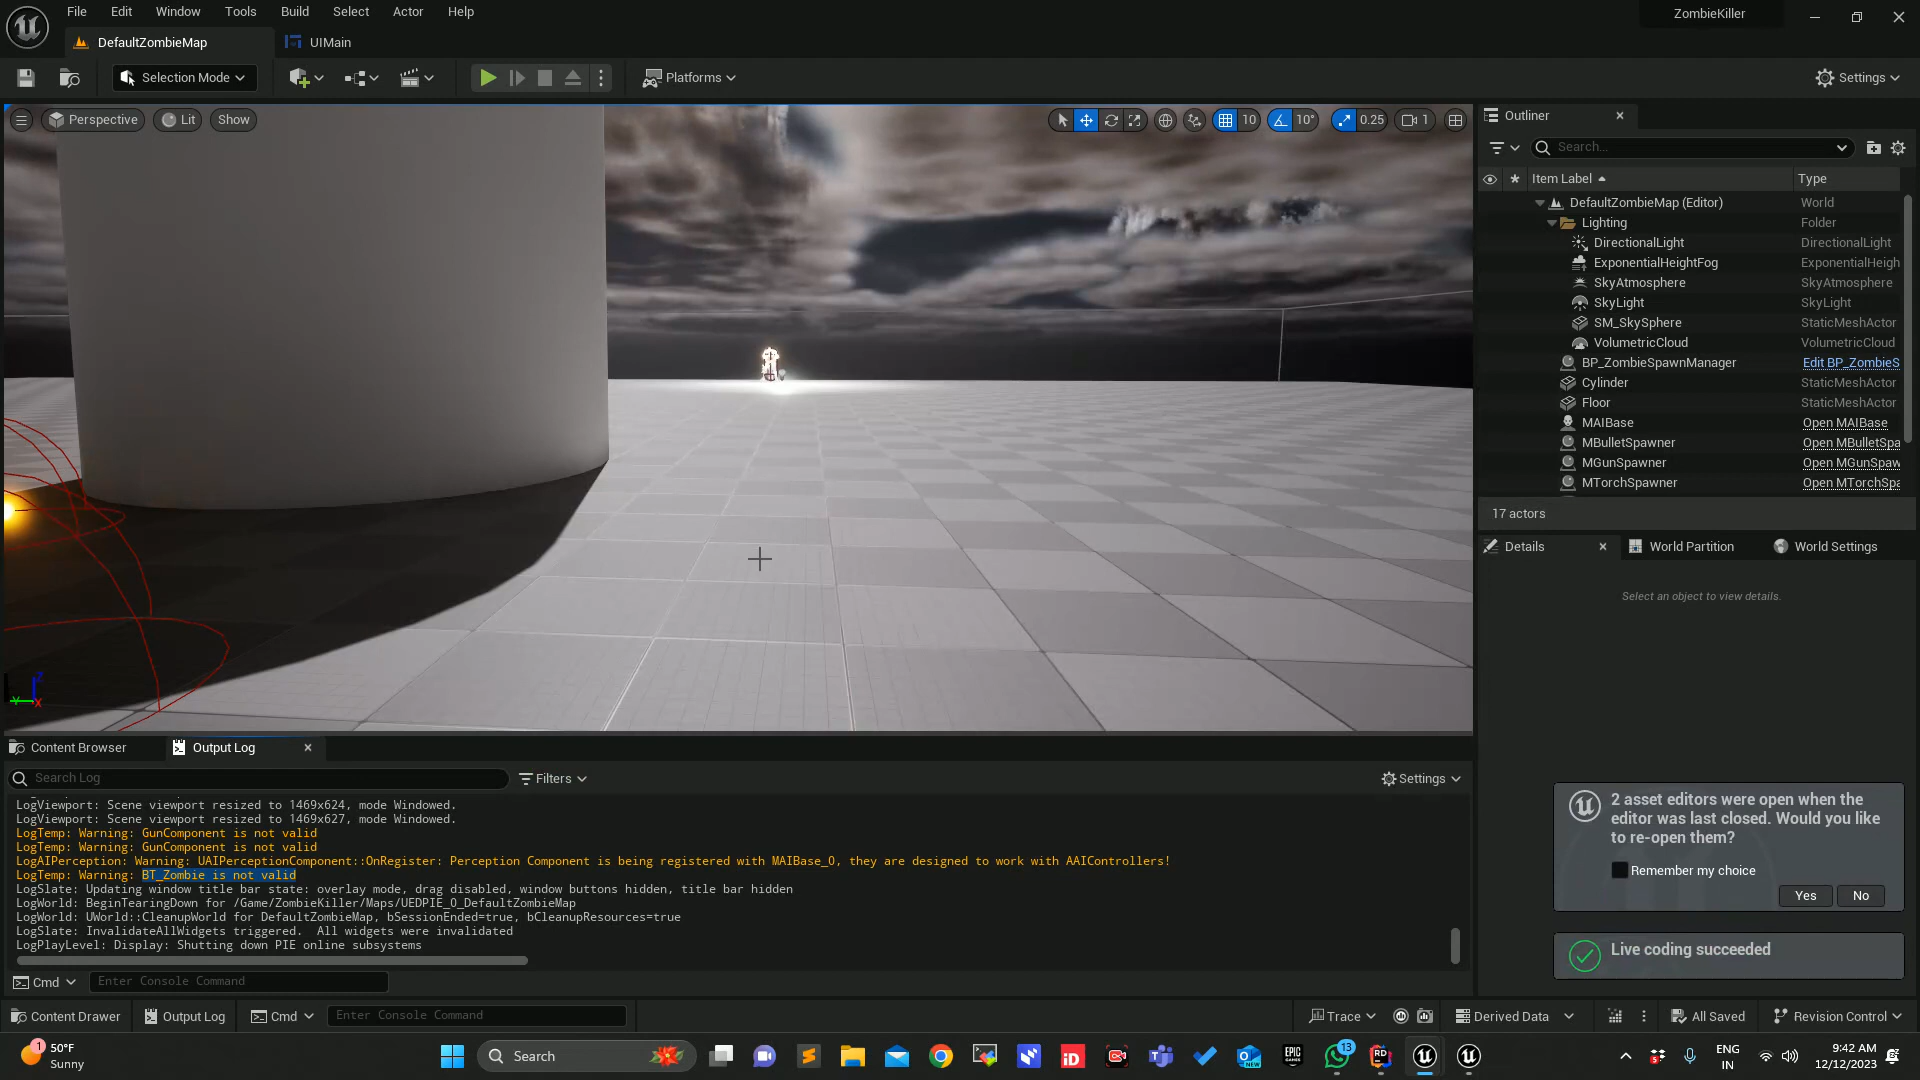 File Edit Window Tools Build Select Actor Help
ZombieKiller
DefaultZombieMap
UIMain
Selection Mode
Platforms
Settings
Perspective Lit Show
10 10° 0.25 1
Outliner
Search...
Item Label Type
DefaultZombieMap (Editor) World
Lighting Folder
DirectionalLight DirectionalLight
ExponentialHeightFog ExponentialHeigh
SkyAtmosphere SkyAtmosphere
SkyLight SkyLight
SM_SkySphere StaticMeshActor
VolumetricCloud VolumetricCloud
BP_ZombieSpawnManager Edit BP_ZombieS
Cylinder StaticMeshActor
Floor StaticMeshActor
MAIBase Open MAIBase
MBulletSpawner Open MBulletSpa
MGunSpawner Open MGunSpawn
MTorchSpawner Open MTorchSpa
17 actors
Details World Partition World Settings
Select an object to view details.
Content Browser Output Log
Search Log
Filters
Settings
LogViewport: Scene viewport resized to 1469x624, mode Windowed.
LogViewport: Scene viewport resized to 1469x627, mode Windowed.
LogTemp: Warning: GunComponent is not valid
LogTemp: Warning: GunComponent is not valid
LogAIPerception: Warning: UAIPerceptionComponent::OnRegister: Perception Component is being registered with MAIBase_0, they are designed to work with AAIControllers!
LogTemp: Warning: BT_Zombie is not valid
LogSlate: Updating window title bar state: overlay mode, drag disabled, window buttons hidden, title bar hidden
LogWorld: BeginTearingDown for /Game/ZombieKiller/Maps/UEDPIE_0_DefaultZombieMap
LogWorld: UWorld::CleanupWorld for DefaultZombieMap, bSessionEnded=true, bCleanupResources=true
LogSlate: InvalidateAllWidgets triggered. All widgets were invalidated
LogPlayLevel: Display: Shutting down PIE online subsystems
Cmd Enter Console Command
2 asset editors were open when the
editor was last closed. Would you like
to re-open them?
Remember my choice
Yes No
Live coding succeeded
Content Drawer Output Log Cmd Enter Console Command
Trace Derived Data All Saved Revision Control
1 50°F
Sunny
Search
iD
NEW
EPIC GAMES
13
RD
ENG
IN
9:42 AM
12/12/2023